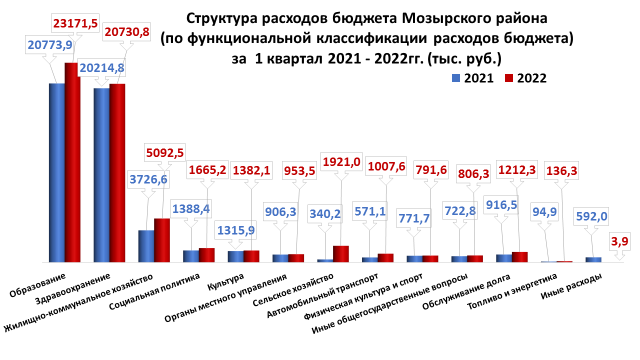 Структура расходов бюджета Мозырского района
(по функциональной классификации расходов бюджета)
за 1 квартал 2021 - 2022гг. (тыс. руб.)
2021 2022
20773,9 23171,5
20214,8 20730,8
3726,6 5092,5
1388,4 1665,2
1315,9 1382,1
906,3 953,5
340,2 1921,0
571,1 1007,6
771,7 791,6
722,8 806,3
916,5 1212,3
94,9 136,3
592,0 3,9
Образование
Здравоохранение
Жилищно-коммунальное хозяйство
Социальная политика
Культура
Органы местного управления
Сельское хозяйство
Автомобильный транспорт
Физическая культура и спорт
Иные общегосударственные вопросы
Обслуживание долга
Топливо и энергетика
Иные расходы